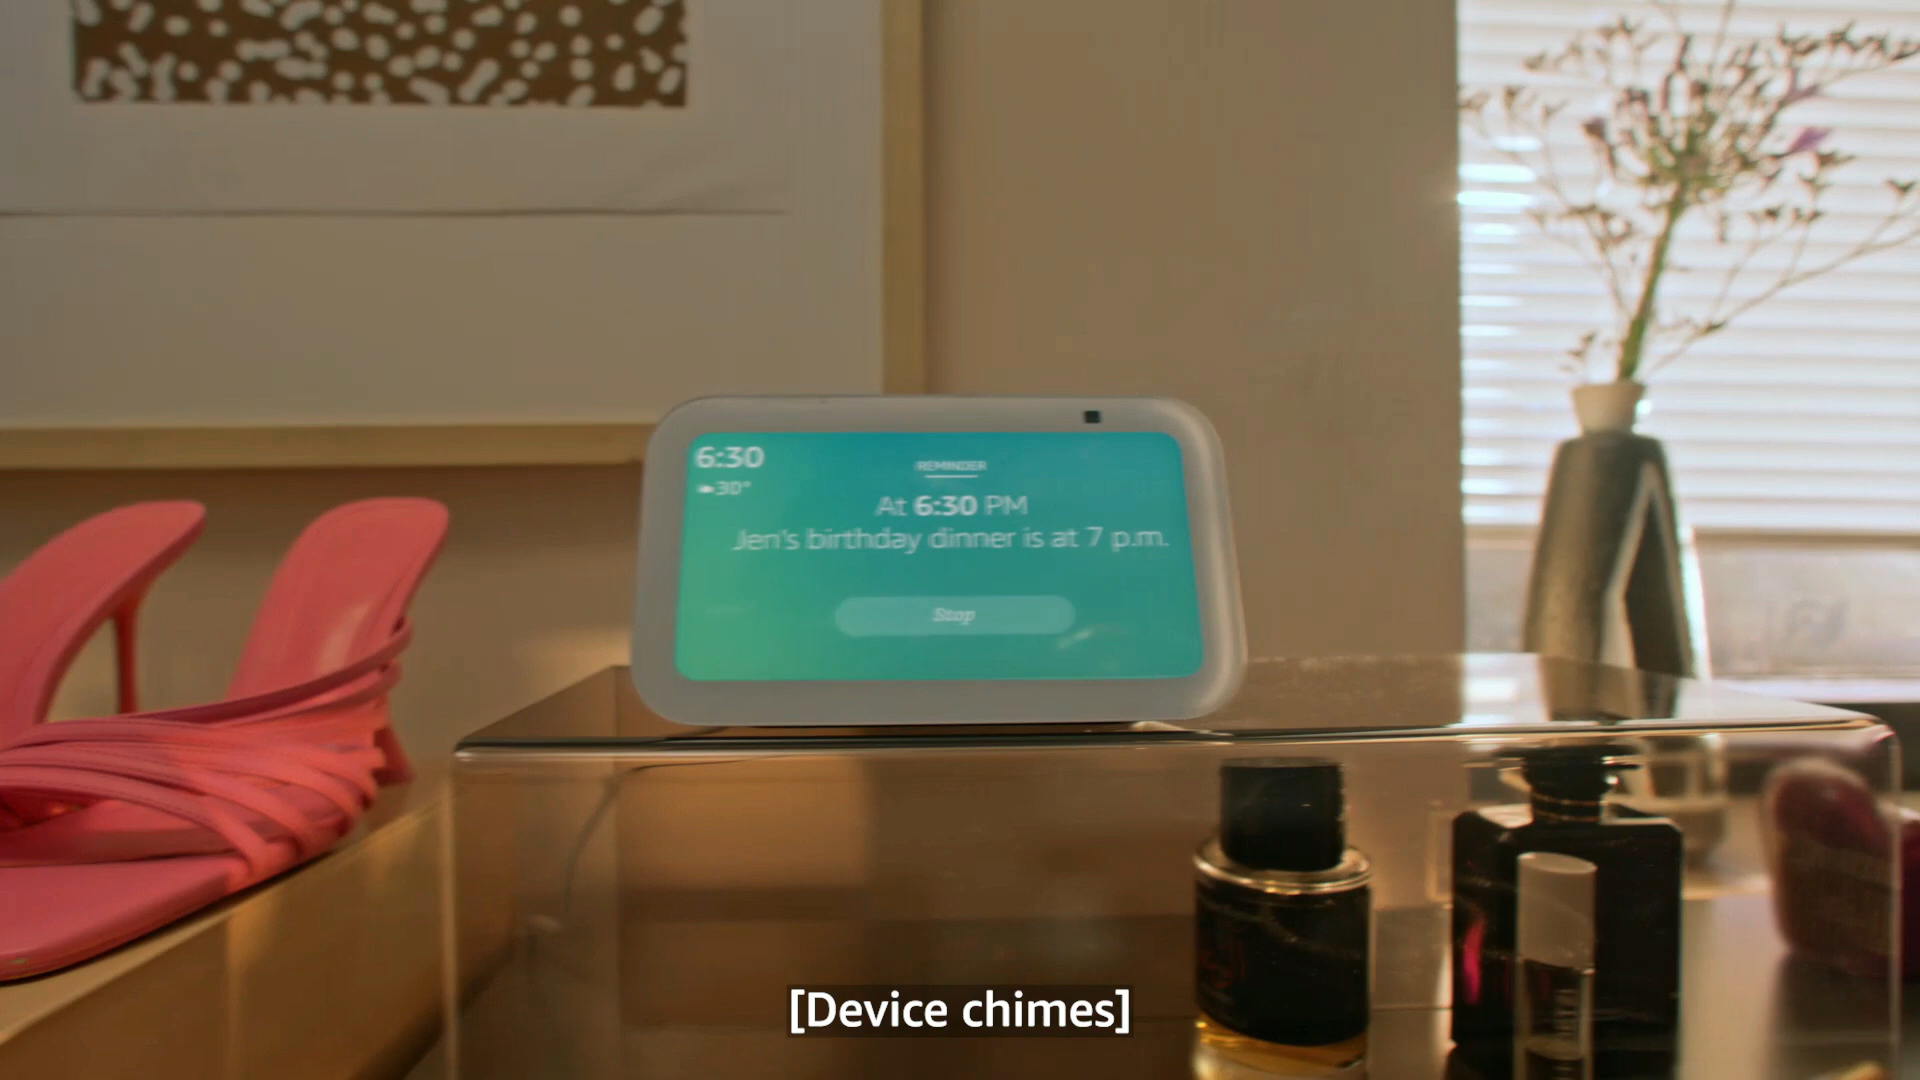 6:30
30°
REMINDER
At 6:30 PM
Jen's birthday dinner is at 7 p.m.
Stop
[Device chimes]